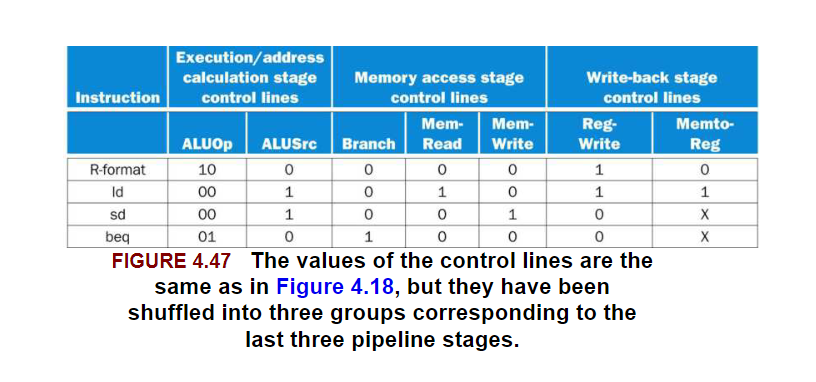 Execution/address
calculation stage Memory access stage Write-back stage
Instruction control lines control lines control lines
Mem- Mem- Reg- Memto-
ALUOp ALUSrc Branch Read Write Write Reg
R-format 10 0 0 0 0 1 0
ld 00 1 0 1 0 1 1
sd 00 1 0 0 1 0 X
beq 01 0 1 0 0 0 X
FIGURE 4.47 The values of the control lines are the
same as in Figure 4.18, but they have been
shuffled into three groups corresponding to the
last three pipeline stages.